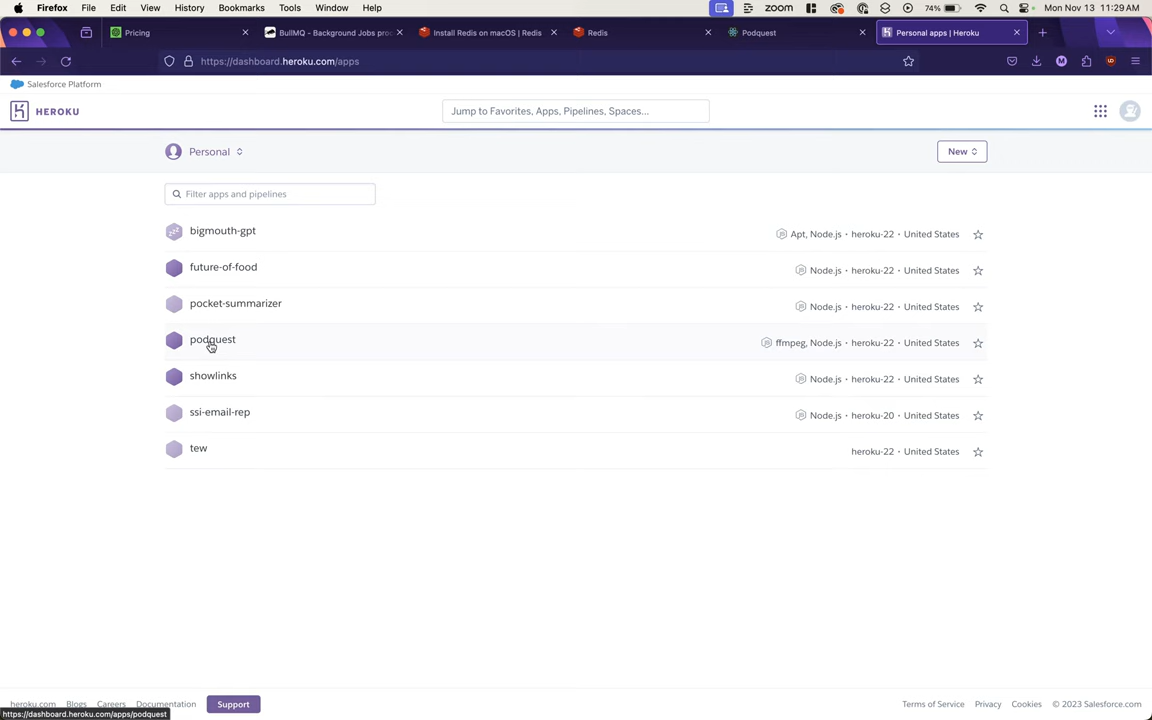 Firefox File Edit View History Bookmarks Tools Window Help zoom 74% Mon Nov 13 11:29 AM
Pricing BullMQ - Background Jobs pro Install Redis on macOS | Redis Redis Podquest Personal apps | Heroku
https://dashboard.heroku.com/apps
Salesforce Platform
HEROKU Jump to Favorites, Apps, Pipelines, Spaces...
Personal New
Filter apps and pipelines
bigmouth-gpt Apt, Node.js • heroku-22 • United States
future-of-food Node.js • heroku-22 • United States
pocket-summarizer Node.js • heroku-22 • United States
podquest ffmpeg, Node.js • heroku-22 • United States
showlinks Node.js • heroku-22 • United States
ssi-email-rep Node.js • heroku-20 • United States
tew heroku-22 • United States
heroku.com Blogs Careers Documentation Support Terms of Service Privacy Cookies © 2023 Salesforce.com
https://dashboard.heroku.com/apps/podquest